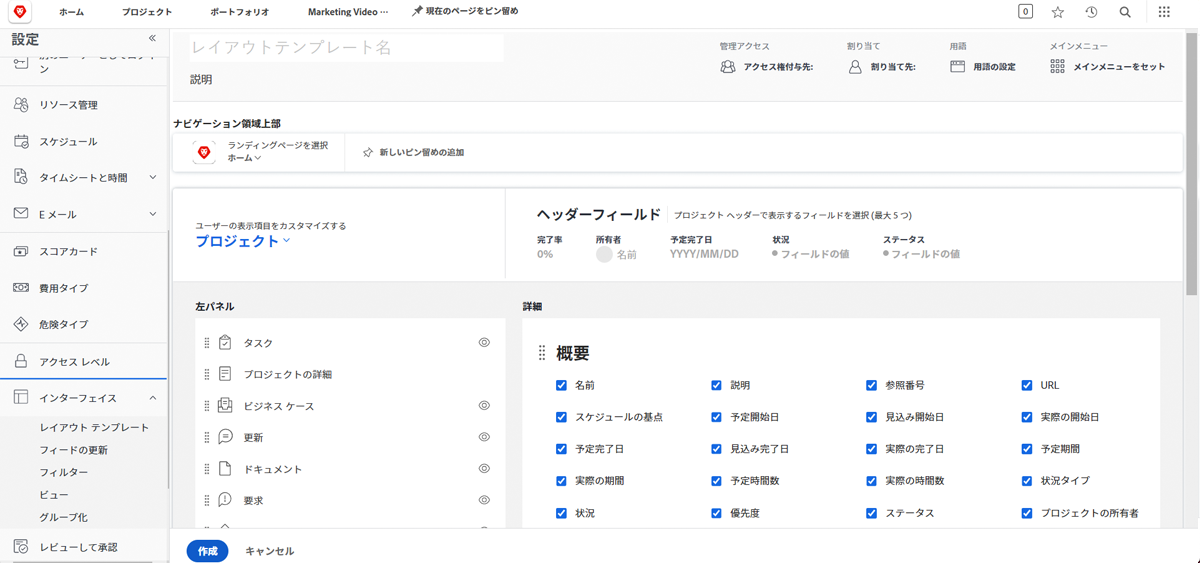 ホーム
プロジェクト
ポートフォリオ
Marketing Video ⋯
現在のページをピン留め
0
設定
ン
リソース管理
スケジュール
タイムシートと時間
E メール
スコアカード
費用タイプ
危険タイプ
アクセス レベル
インターフェイス
レイアウト テンプレート
フィードの更新
フィルター
ビュー
グループ化
レビューして承認
レイアウトテンプレート名
説明
管理アクセス
アクセス権付与先:
割り当て
割り当て先:
用語
用語の設定
メインメニュー
メインメニューをセット
ナビゲーション領域上部
ランディングページを選択
ホーム
新しいピン留めの追加
ユーザーの表示項目をカスタマイズする
プロジェクト
ヘッダーフィールド
プロジェクト ヘッダーで表示するフィールドを選択 (最大 5 つ)
完了率
0%
所有者
名前
予定完了日
YYYY/MM/DD
状況
フィールドの値
ステータス
フィールドの値
左パネル
タスク
プロジェクトの詳細
ビジネス ケース
更新
ドキュメント
要求
詳細
概要
名前
説明
参照番号
URL
スケジュールの基点
予定開始日
見込み開始日
実際の開始日
予定完了日
見込み完了日
実際の完了日
予定期間
実際の期間
予定時間数
実際の時間数
状況タイプ
状況
優先度
ステータス
プロジェクトの所有者
作成
キャンセル